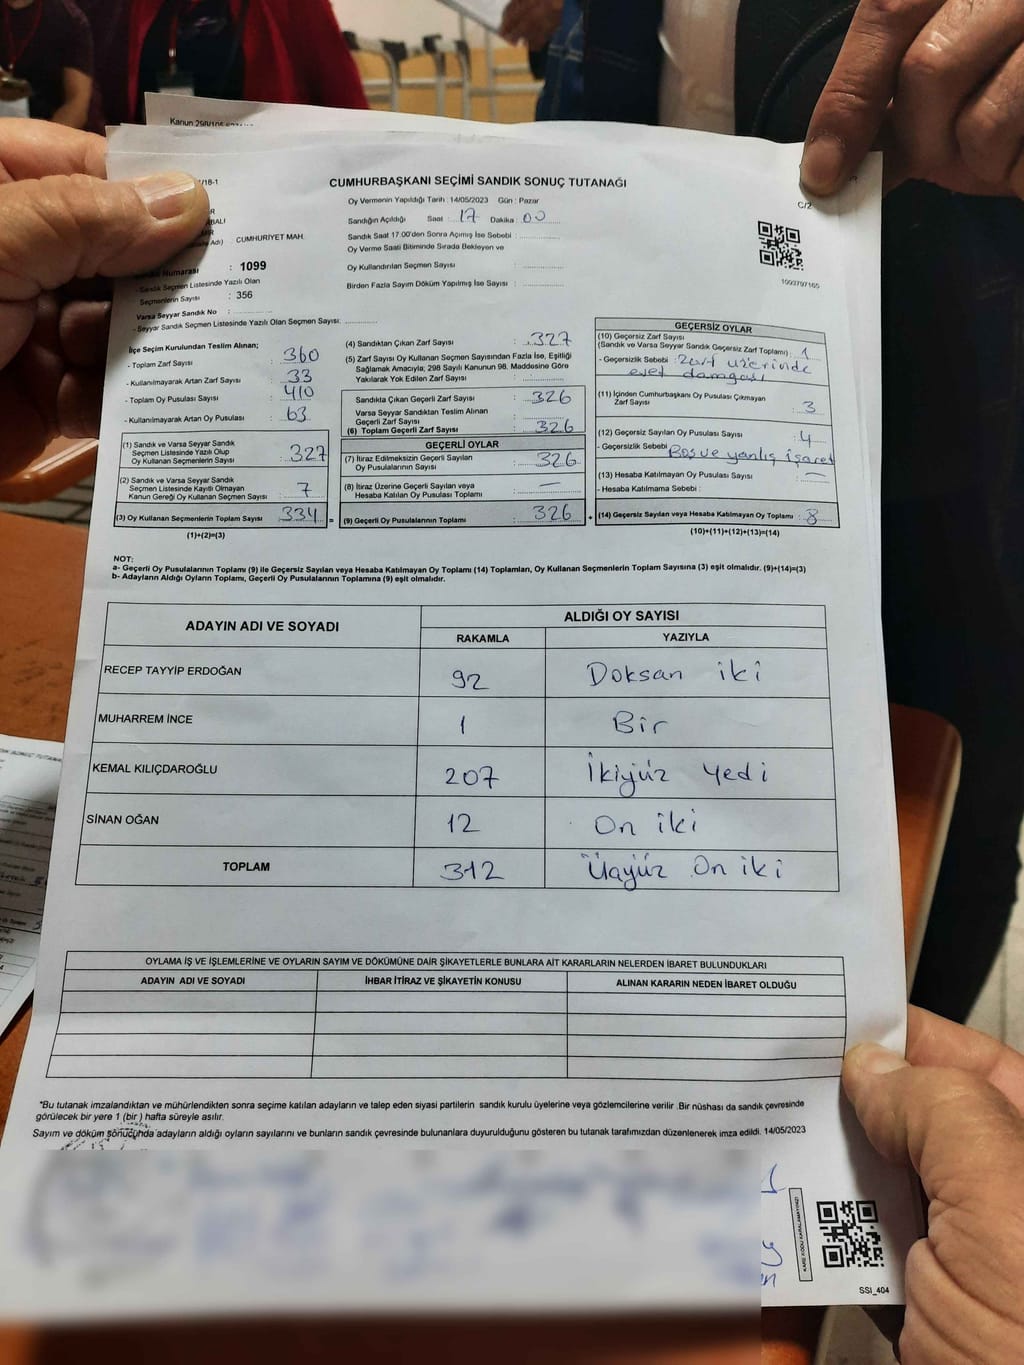 Kanun 298/105
/18-1
CUMHURBAŞKANI SEÇİMİ SANDIK SONUÇ TUTANAĞI
C/2
Oy Vermenin Yapıldığı Tarih : 14/05/2023 Gün : Pazar
Sandığın Açıldığı Saat : 17 Dakika : 00
Sandık Saat 17.00'den Sonra Açımış İse Sebebi :
Oy Verme Saati Bitiminde Sırada Bekleyen ve
Oy Kullandırılan Seçmen Sayısı :
Birden Fazla Sayım Döküm Yapılmış İse Sayısı :
CUMHURİYET MAH.
Numarası : 1099
- Sandık Seçmen Listesinde Yazılı Olan
Seçmenlerin Sayısı : 356
Varsa Seyyar Sandık No :
- Seyyar Sandık Seçmen Listesinde Yazılı Olan Seçmen Sayısı:
1093797165
İlçe Seçim Kurulundan Teslim Alınan;
- Toplam Zarf Sayısı : 360
- Kullanılmayarak Artan Zarf Sayısı : 33
- Toplam Oy Pusulası Sayısı : 410
- Kullanılmayarak Artan Oy Pusulası : 63
(1) Sandık ve Varsa Seyyar Sandık
Seçmen Listesinde Yazılı Olup
Oy Kullanan Seçmenlerin Sayısı : 327
(2) Sandık ve Varsa Seyyar Sandık
Seçmen Listesinde Kayıtlı Olmayan
Kanun Gereği Oy Kullanan Seçmen Sayısı : 7
(3) Oy Kullanan Seçmenlerin Toplam Sayısı : 334 =
(1)+(2)=(3)
(4) Sandıktan Çıkan Zarf Sayısı : 327
(5) Zarf Sayısı Oy Kullanan Seçmen Sayısından Fazla İse, Eşitliği
Sağlamak Amacıyla; 298 Sayılı Kanunun 98. Maddesine Göre
Yakılarak Yok Edilen Zarf Sayısı :
Sandıkta Çıkan Geçerli Zarf Sayısı : 326
Varsa Seyyar Sandıktan Teslim Alınan
Geçerli Zarf Sayısı :
(6) Toplam Geçerli Zarf Sayısı : 326
GEÇERLİ OYLAR
(7) İtiraz Edilmeksizin Geçerli Sayılan
Oy Pusulalarının Sayısı : 326
(8) İtiraz Üzerine Geçerli Sayılan veya
Hesaba Katılan Oy Pusulası Toplamı : —
(9) Geçerli Oy Pusulalarının Toplamı : 326 +
GEÇERSİZ OYLAR
(10) Geçersiz Zarf Sayısı
(Sandık ve Varsa Seyyar Sandık Geçersiz Zarf Toplamı) : 1
- Geçersizlik Sebebi : Zarf üzerinde
evet damgası
(11) İçinden Cumhurbaşkanı Oy Pusulası Çıkmayan
Zarf Sayısı : 3
(12) Geçersiz Sayılan Oy Pusulası Sayısı : 4
- Geçersizlik Sebebi Boş ve yanlış işaret
(13) Hesaba Katılmayan Oy Pusulası Sayısı : —
- Hesaba Katılmama Sebebi :
(14) Geçersiz Sayılan veya Hesaba Katılmayan Oy Toplamı : 8
(10)+(11)+(12)+(13)=(14)
NOT:
a- Geçerli Oy Pusulalarının Toplamı (9) ile Geçersiz Sayılan veya Hesaba Katılmayan Oy Toplamı (14) Toplamları, Oy Kullanan Seçmenlerin Toplam Sayısına (3) eşit olmalıdır. (9)+(14)=(3)
b- Adayların Aldığı Oyların Toplamı, Geçerli Oy Pusulalarının Toplamına (9) eşit olmalıdır.
ADAYIN ADI VE SOYADI ALDIĞI OY SAYISI
RAKAMLA YAZIYLA
RECEP TAYYİP ERDOĞAN 92 Doksan iki
MUHARREM İNCE 1 Bir
KEMAL KILIÇDAROĞLU 207 İkiyüz Yedi
SİNAN OĞAN 12 On iki
TOPLAM 312 Üçyüz On iki
OYLAMA İŞ VE İŞLEMLERİNE VE OYLARIN SAYIM VE DÖKÜMÜNE DAİR ŞİKAYETLERLE BUNLARA AİT KARARLARIN NELERDEN İBARET BULUNDUKLARI
ADAYIN ADI VE SOYADI İHBAR İTİRAZ VE ŞİKAYETİN KONUSU ALINAN KARARIN NEDEN İBARET OLDUĞU
*Bu tutanak imzalandıktan ve mühürlendikten sonra seçime katılan adayların ve talep eden siyasi partilerin sandık kurulu üyelerine veya gözlemcilerine verilir .Bir nüshası da sandık çevresinde
görülecek bir yere 1 (bir ) hafta süreyle asılır.
Sayım ve döküm sonucunda adayların aldığı oyların sayılarını ve bunların sandık çevresinde bulunanlara duyurulduğunu gösteren bu tutanak tarafımızdan düzenlenerek imza edildi. 14/05/2023
KARE KODU KARALAMAYINIZ!
SSI_404